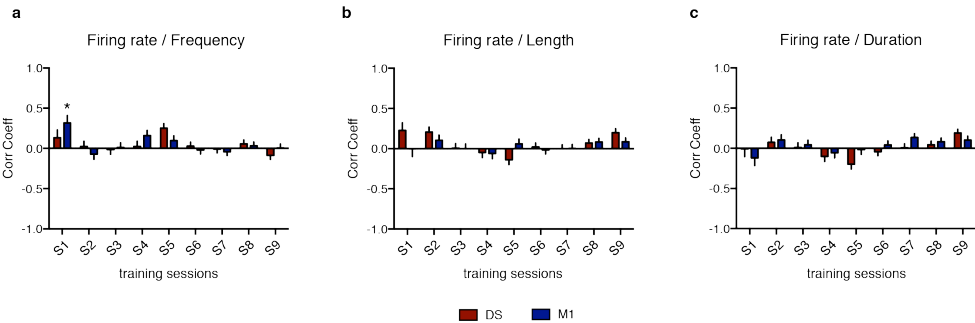 a
Firing rate / Frequency
Corr Coeff
1.0
0.5
0.0
-0.5
-1.0
*
S1 S2 S3 S4 S5 S6 S7 S8 S9
training sessions
b
Firing rate / Length
Corr Coeff
1.0
0.5
0.0
-0.5
-1.0
S1 S2 S3 S4 S5 S6 S7 S8 S9
training sessions
c
Firing rate / Duration
Corr Coeff
1.0
0.5
0.0
-0.5
-1.0
S1 S2 S3 S4 S5 S6 S7 S8 S9
training sessions
DS M1